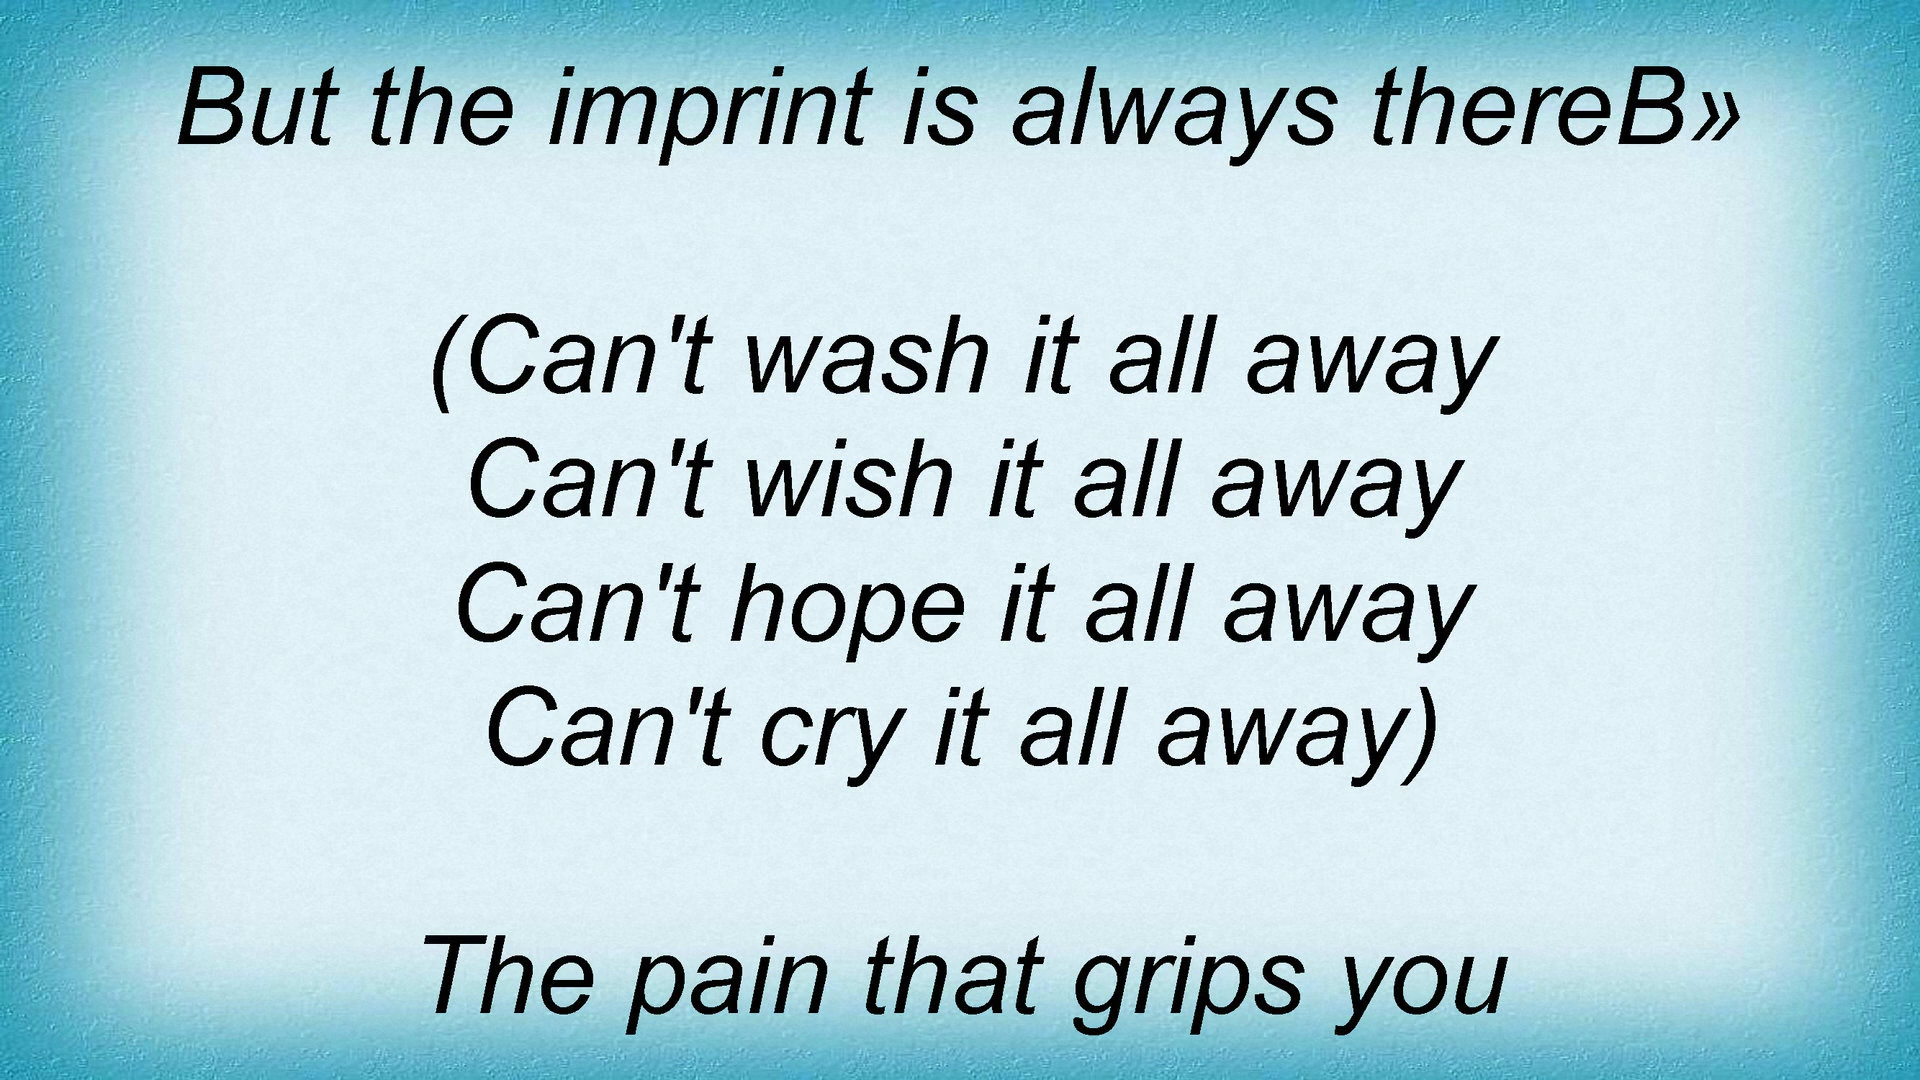 But the imprint is always thereB»
(Can't wash it all away
Can't wish it all away
Can't hope it all away
Can't cry it all away)
The pain that grips you